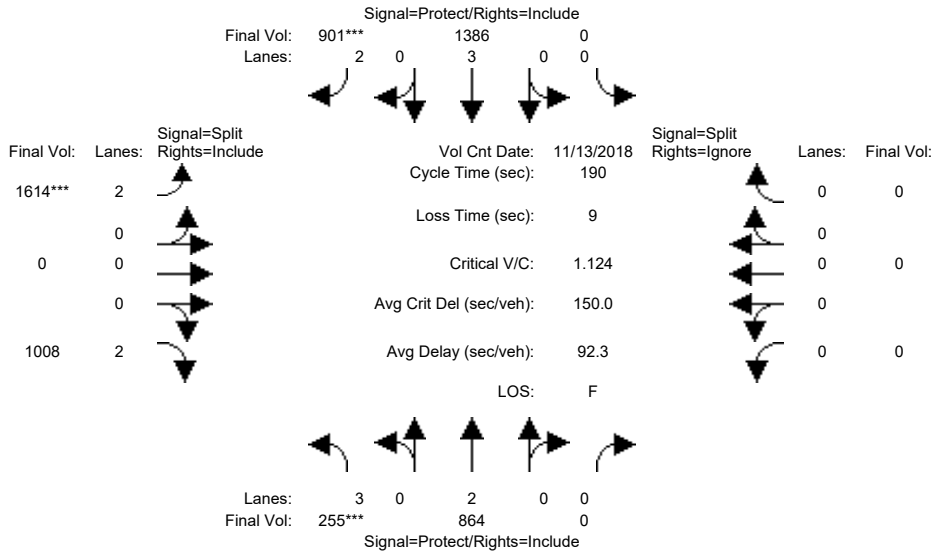 Signal=Protect/Rights=Include
Final Vol: 901*** 1386 0
Lanes: 2 0 3 0 0
Signal=Split
Final Vol: Lanes: Rights=Include
Vol Cnt Date: 11/13/2018
Signal=Split
Rights=Ignore Lanes: Final Vol:
Cycle Time (sec): 190
1614*** 2
0 0
Loss Time (sec): 9
0
0
0 0
Critical V/C: 1.124
0 0
0
Avg Crit Del (sec/veh): 150.0
0
1008 2
Avg Delay (sec/veh): 92.3
0 0
LOS: F
Lanes: 3 0 2 0 0
Final Vol: 255*** 864 0
Signal=Protect/Rights=Include